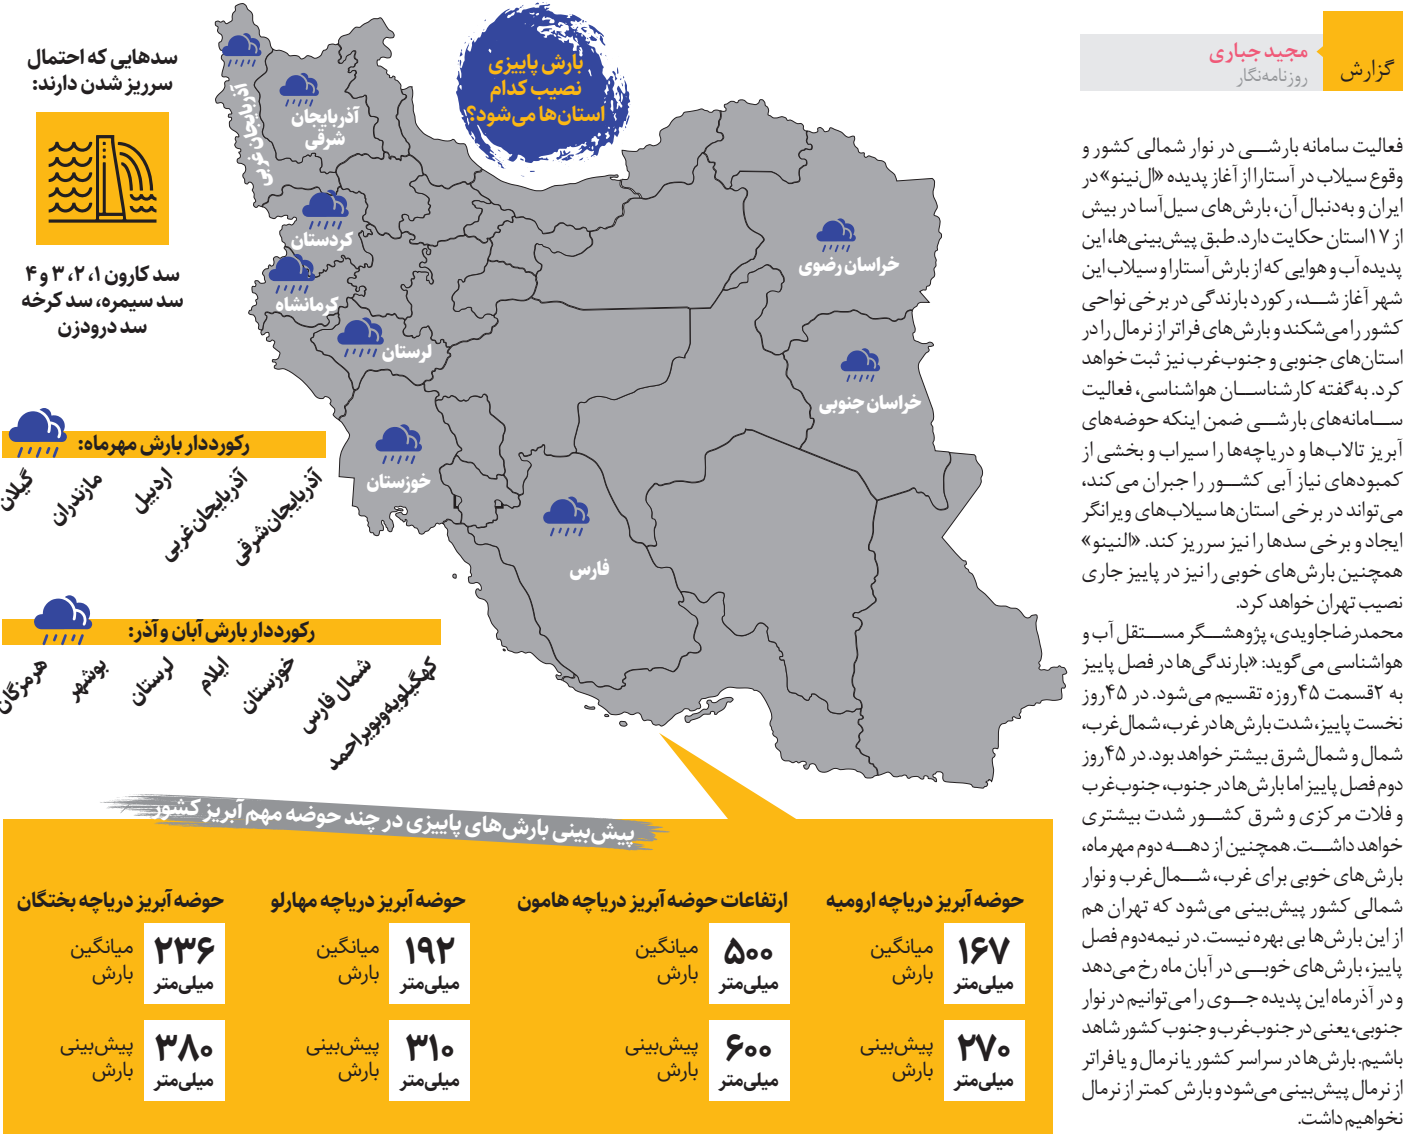 گزارش
مجید جباری
روزنامه‌نگار
فعالیت سامانه بارشی در نوار شمالی کشور و
وقوع سیلاب در آستارا از آغاز پدیده «ال‌نینو» در
ایران و به‌دنبال آن، بارش‌های سیل‌آسا در بیش
از ۱۷استان حکایت دارد. طبق پیش‌بینی‌ها، این
پدیده آب و هوایی که از بارش آستارا و سیلاب این
شهر آغاز شد، رکورد بارندگی در برخی نواحی
کشور را می‌شکند و بارش‌های فراتر از نرمال را در
استان‌های جنوبی و جنوب‌غرب نیز ثبت خواهد
کرد. به‌گفته کارشناسان هواشناسی، فعالیت
سامانه‌های بارشی ضمن اینکه حوضه‌های
آبریز تالاب‌ها و دریاچه‌ها را سیراب و بخشی از
کمبودهای نیاز آبی کشور را جبران می‌کند،
می‌تواند در برخی استان‌ها سیلاب‌های ویرانگر
ایجاد و برخی سدها را نیز سرریز کند. «النینو»
همچنین بارش‌های خوبی را نیز در پاییز جاری
نصیب تهران خواهد کرد.
محمدرضاجاویدی، پژوهشگر مستقل آب و
هواشناسی می‌گوید: «بارندگی‌ها در فصل پاییز
به ۲قسمت ۴۵روزه تقسیم می‌شود. در ۴۵روز
نخست پاییز، شدت بارش‌ها در غرب، شمال‌غرب،
شمال و شمال‌شرق بیشتر خواهد بود. در ۴۵روز
دوم فصل پاییز اما بارش‌ها در جنوب، جنوب‌غرب
و فلات مرکزی و شرق کشور شدت بیشتری
خواهد داشت. همچنین از دهه دوم مهرماه،
بارش‌های خوبی برای غرب، شمال‌غرب و نوار
شمالی کشور پیش‌بینی می‌شود که تهران هم
از این بارش‌ها بی بهره نیست. در نیمه‌دوم فصل
پاییز، بارش‌های خوبی در آبان ماه رخ می‌دهد
و در آذرماه این پدیده جوی را می‌توانیم در نوار
جنوبی، یعنی در جنوب‌غرب و جنوب کشور شاهد
باشیم. بارش‌ها در سراسر کشور یا نرمال و یا فراتر
از نرمال پیش‌بینی می‌شود و بارش کمتر از نرمال
نخواهیم داشت.
بارش پاییزی
نصیب کدام
استان‌ها می‌شود؟
آذربایجان غربی
آذربایجان
شرقی
کردستان
کرمانشاه
لرستان
خوزستان
فارس
خراسان رضوی
خراسان جنوبی
سدهایی که احتمال
سرریز شدن دارند:
سد کارون ۱، ۲، ۳ و ۴
سد سیمره، سد کرخه
سد درودزن
رکورددار بارش مهرماه:
آذربایجان‌شرقی
آذربایجان‌غربی
اردبیل
مازندران
گیلان
رکورددار بارش آبان و آذر:
کهگیلویه‌وبویراحمد
شمال فارس
خوزستان
ایلام
لرستان
بوشهر
هرمزگان
پیش‌بینی بارش‌های پاییزی در چند حوضه مهم آبریز کشور
حوضه آبریز دریاچه ارومیه
۱۶۷
میلی‌متر
میانگین
بارش
۲۷۰
میلی‌متر
پیش‌بینی
بارش
ارتفاعات حوضه آبریز دریاچه هامون
۵۰۰
میلی‌متر
میانگین
بارش
۶۰۰
میلی‌متر
پیش‌بینی
بارش
حوضه آبریز دریاچه مهارلو
۱۹۲
میلی‌متر
میانگین
بارش
۳۱۰
میلی‌متر
پیش‌بینی
بارش
حوضه آبریز دریاچه بختگان
۲۳۶
میلی‌متر
میانگین
بارش
۳۸۰
میلی‌متر
پیش‌بینی
بارش